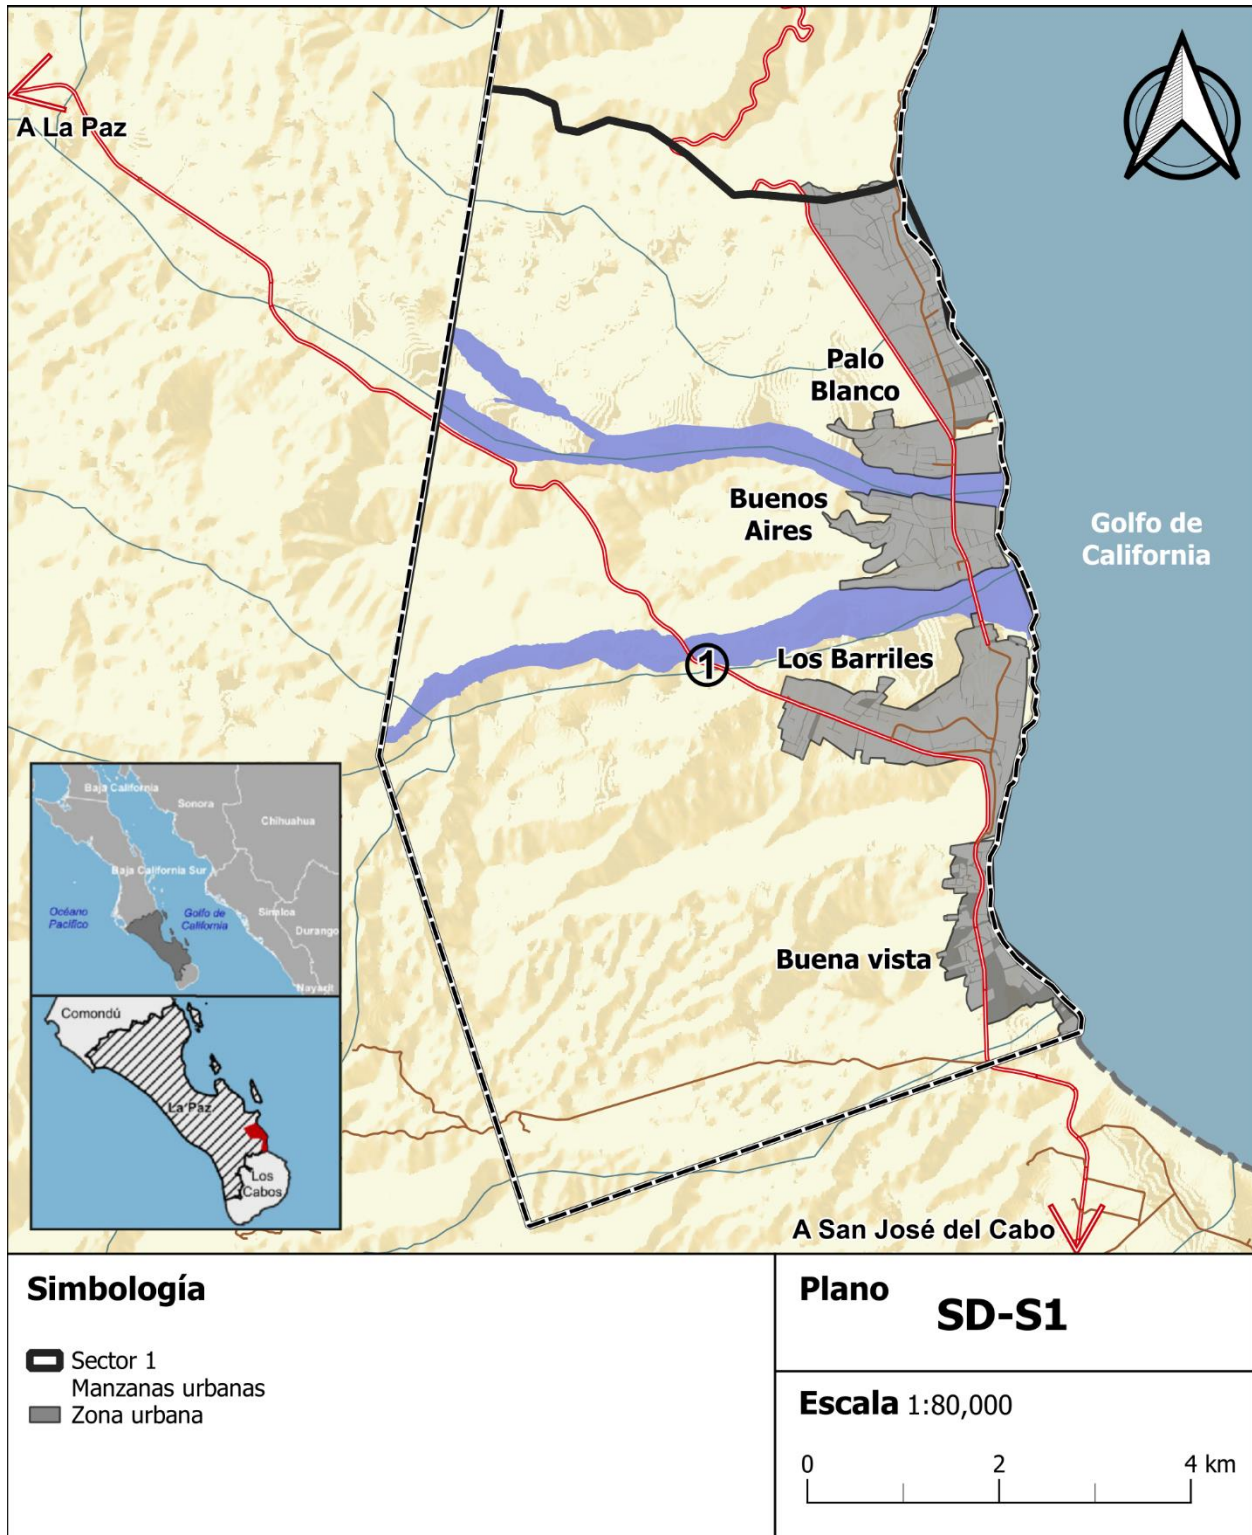 A La Paz
Palo
Blanco
Buenos
Aires
Golfo de
California
1
Los Barriles
Buena vista
A San José del Cabo
Baja California
Sonora
Chihuahua
Baja California Sur
Océano
Pacífico
Golfo de
California
Sinaloa
Durango
Nayarit
Comondú
La Paz
Los
Cabos
Simbología
Sector 1
Manzanas urbanas
Zona urbana
Plano
SD-S1
Escala 1:80,000
0 2 4 km